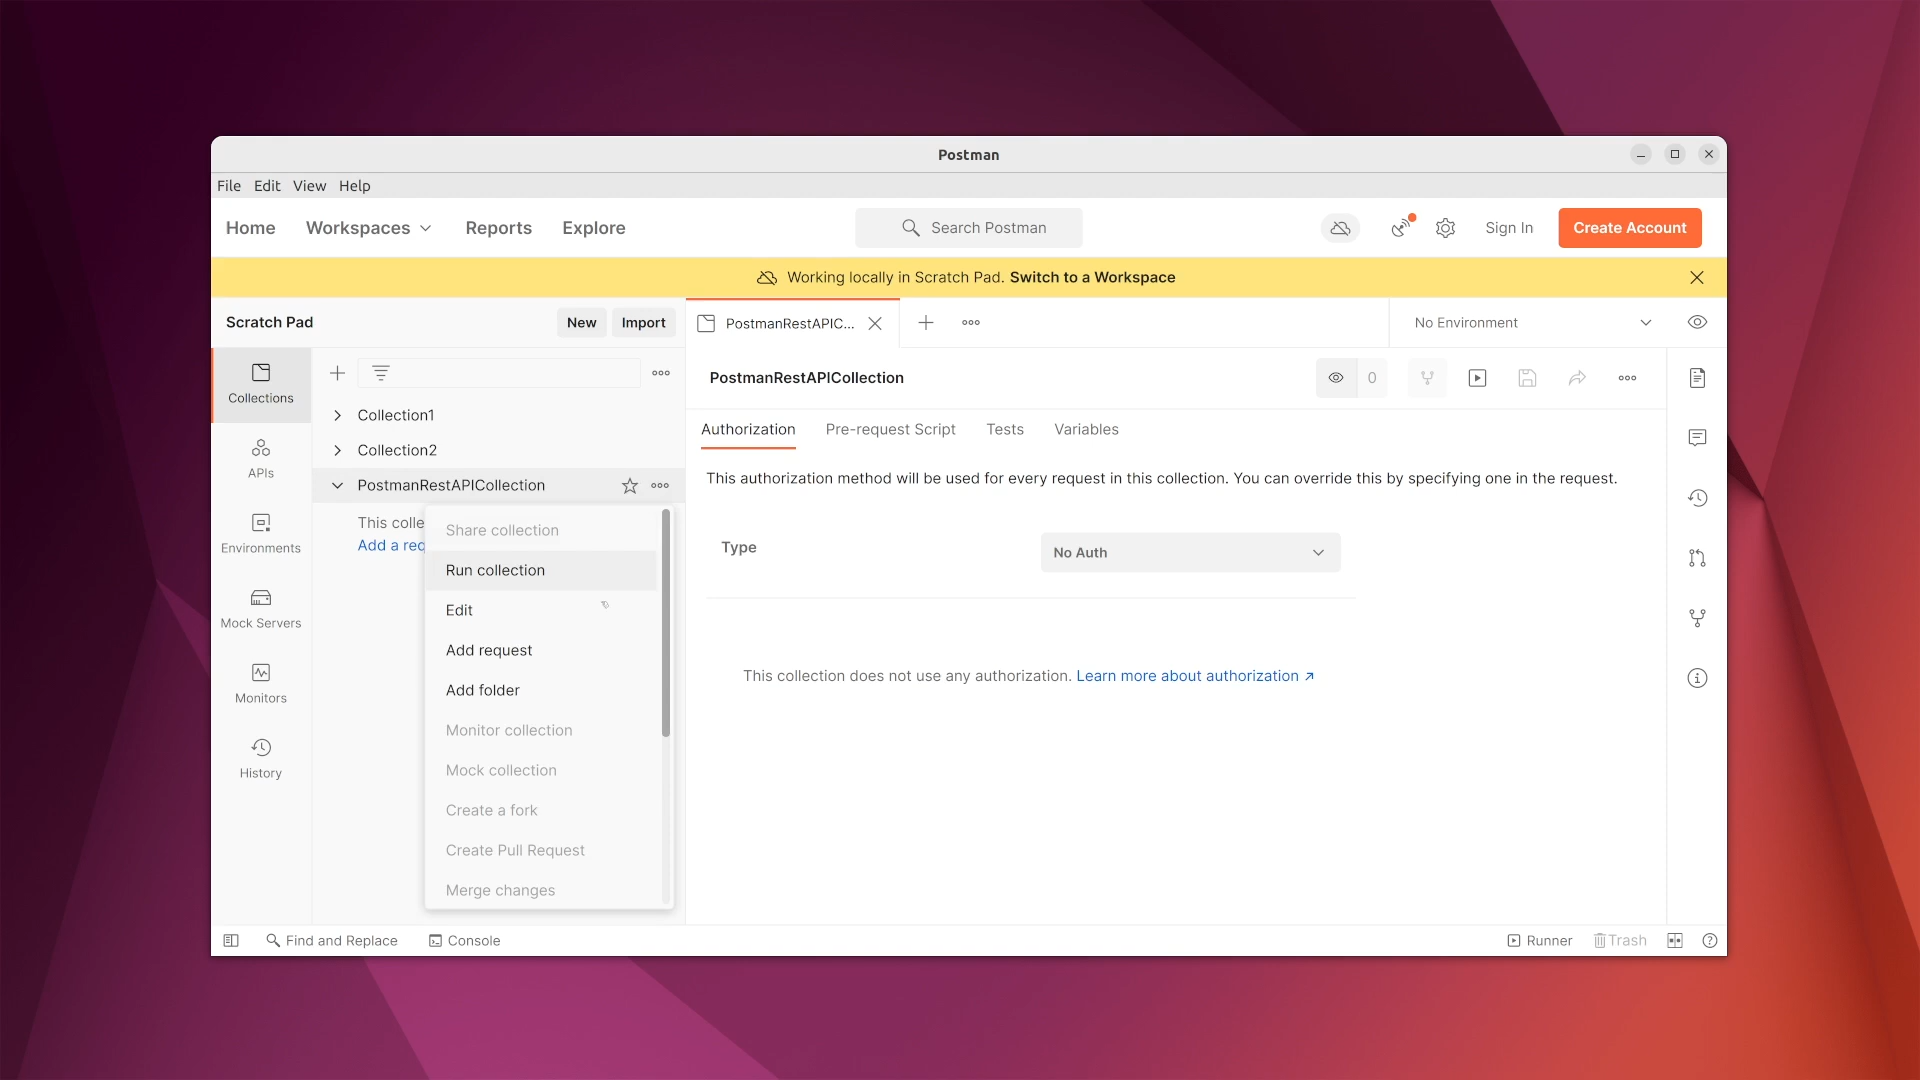 Postman
File Edit View Help
Home Workspaces Reports Explore Search Postman Sign In Create Account
Working locally in Scratch Pad. Switch to a Workspace
Scratch Pad New Import PostmanRestAPIC... No Environment
Collections
APIs
Environments
Mock Servers
Monitors
History
Collection1
Collection2
PostmanRestAPICollection
This colle
Add a req
Share collection
Run collection
Edit
Add request
Add folder
Monitor collection
Mock collection
Create a fork
Create Pull Request
Merge changes
PostmanRestAPICollection 0
Authorization Pre-request Script Tests Variables
This authorization method will be used for every request in this collection. You can override this by specifying one in the request.
Type No Auth
This collection does not use any authorization. Learn more about authorization ↗
Find and Replace Console Runner Trash